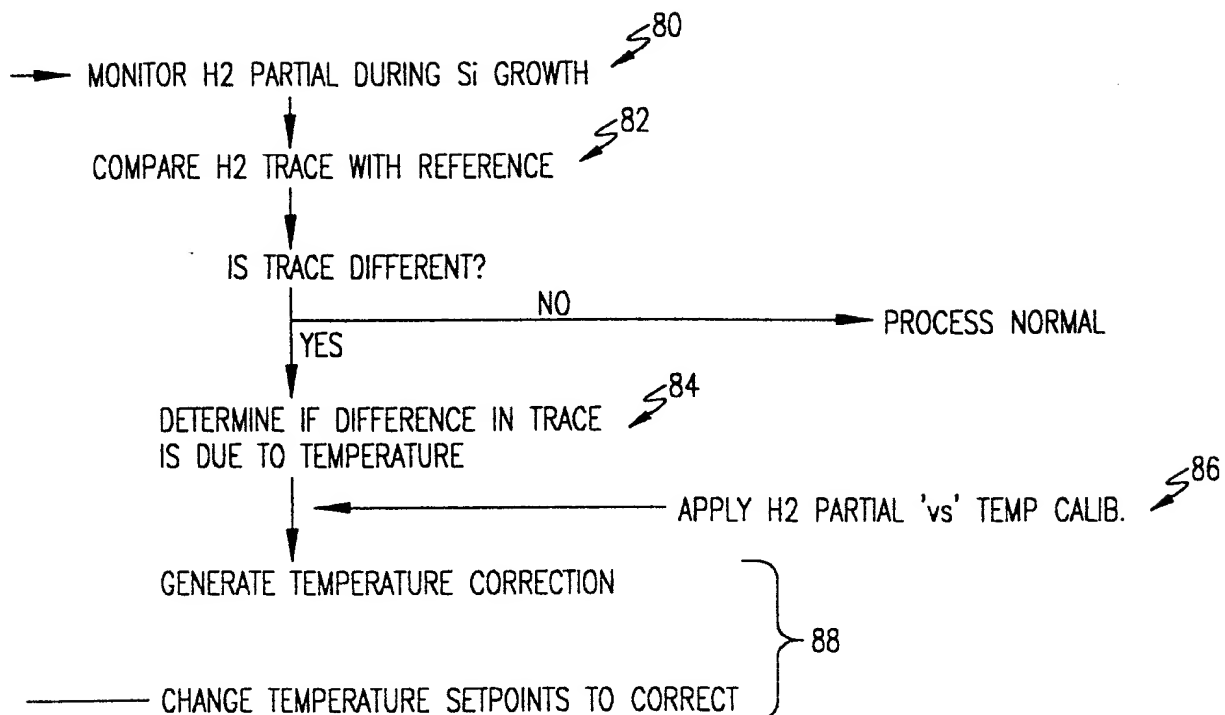 80
MONITOR H2 PARTIAL DURING Si GROWTH
82
COMPARE H2 TRACE WITH REFERENCE
IS TRACE DIFFERENT?
NO
PROCESS NORMAL
YES
84
DETERMINE IF DIFFERENCE IN TRACE
IS DUE TO TEMPERATURE
86
APPLY H2 PARTIAL 'vs' TEMP CALIB.
GENERATE TEMPERATURE CORRECTION
88
CHANGE TEMPERATURE SETPOINTS TO CORRECT